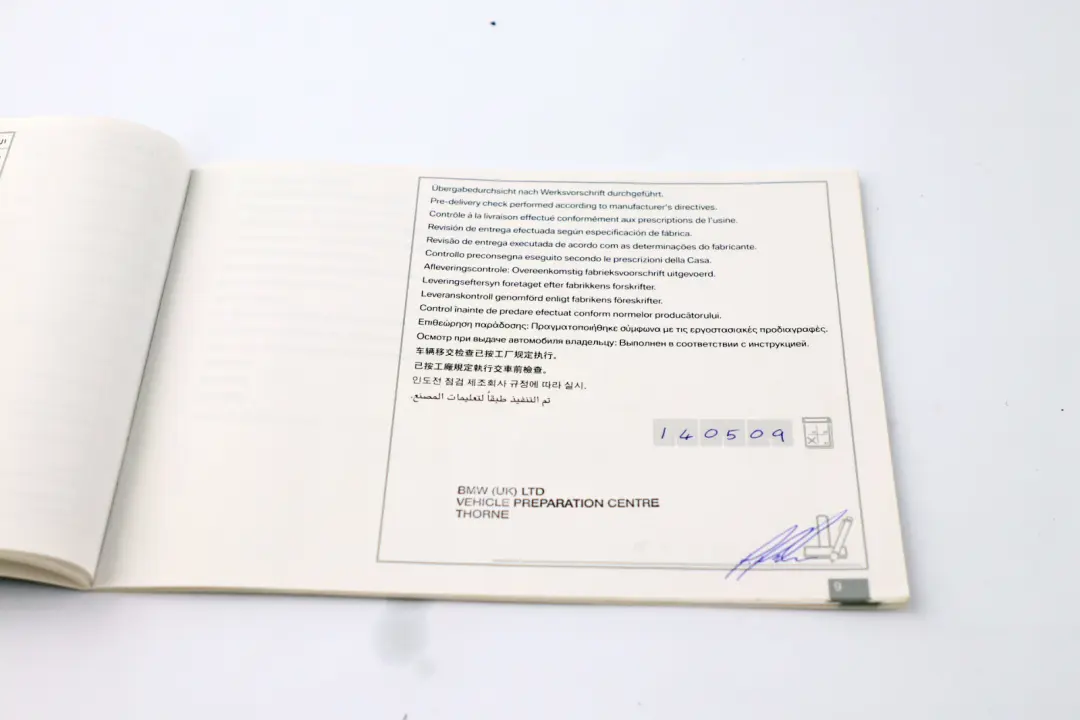 Übergabedurchsicht nach Werksvorschrift durchgeführt.
Pre-delivery check performed according to manufacturer's directives.
Contrôle à la livraison effectué conformément aux prescriptions de l'usine.
Revisión de entrega efectuada según especificación de fábrica.
Revisão de entrega executada de acordo com as determinações do fabricante.
Controllo preconsegna eseguito secondo le prescrizioni della Casa.
Afleveringscontrole: Overeenkomstig fabrieksvoorschrift uitgevoerd.
Leveringseftersyn foretaget efter fabrikkens forskrifter.
Leveranskontroll genomförd enligt fabrikens föreskrifter.
Control înainte de predare efectuat conform normelor producătorului.
Επιθεώρηση παράδοσης: Πραγματοποιήθηκε σύμφωνα με τις εργοστασιακές προδιαγραφές.
Осмотр при выдаче автомобиля владельцу: Выполнен в соответствии с инструкцией.
车辆移交检查已按工厂规定执行。
已按工廠規定執行交車前檢查。
인도전 점검 제조회사 규정에 따라 실시.
تم التنفيذ طبقاً لتعليمات المصنع.
140509
BMW (UK) LTD
VEHICLE PREPARATION CENTRE
THORNE
9